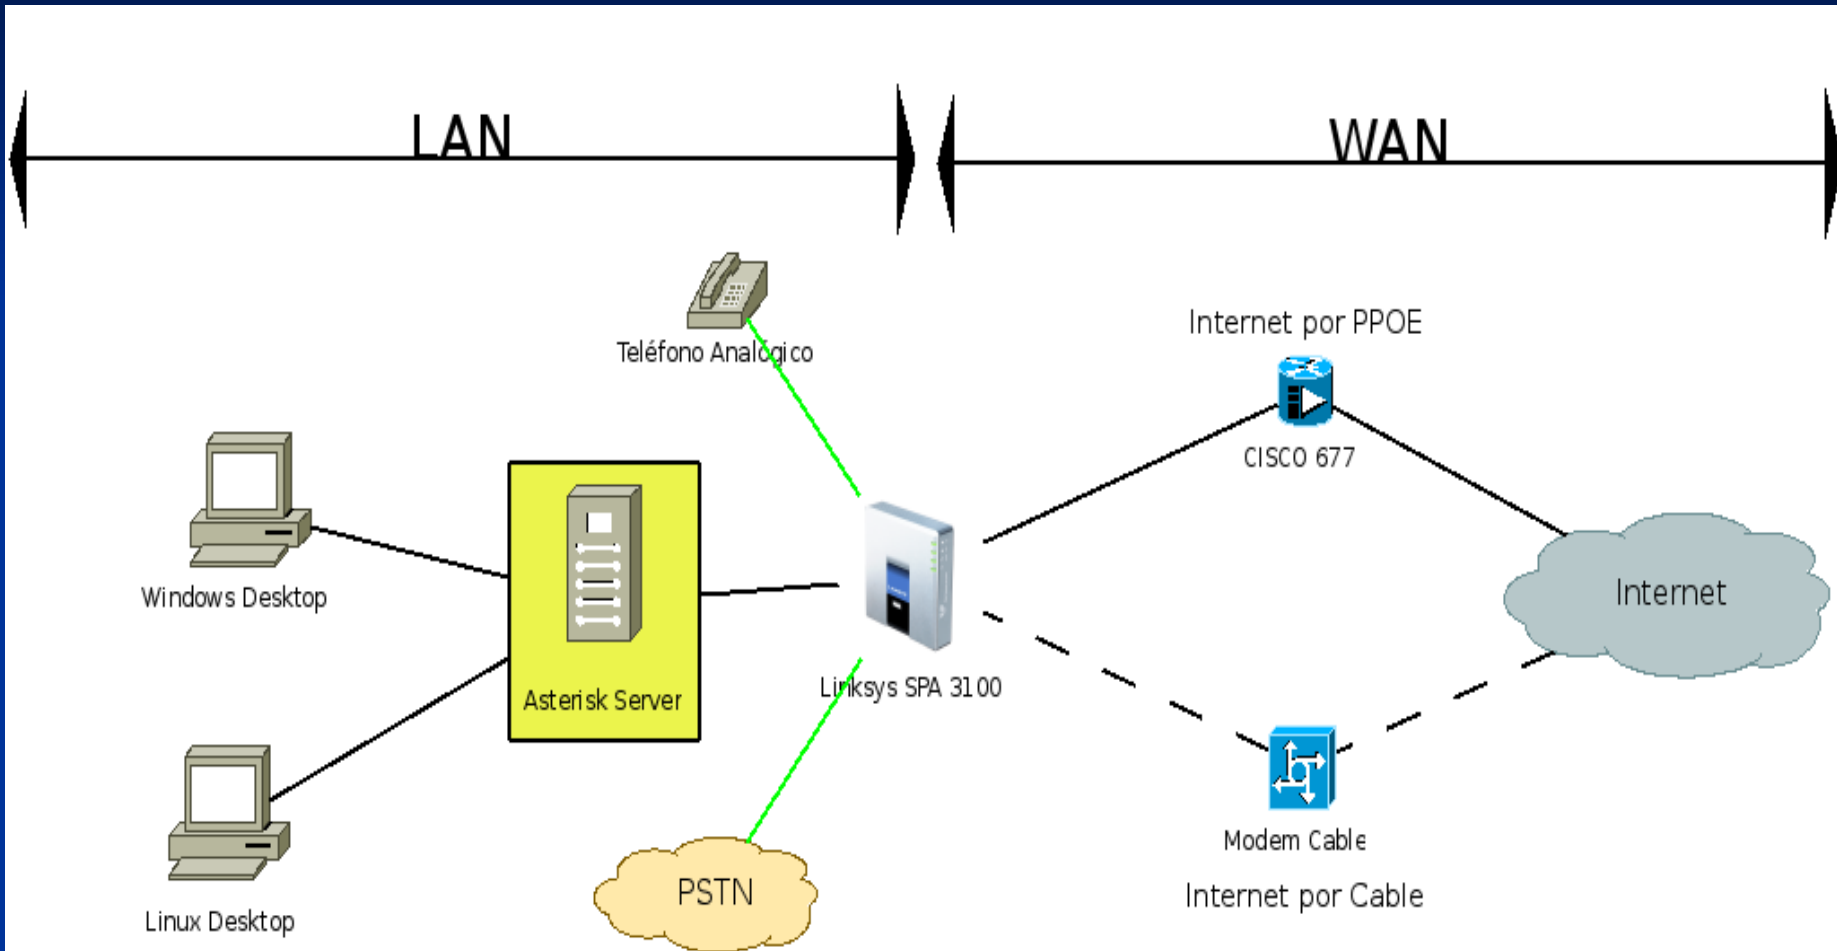 LAN
WAN
Teléfono Analógico
Internet por PPOE
CISCO 677
Windows Desktop
Internet
Asterisk Server
Linksys SPA 3100
Modem Cable
PSTN
Internet por Cable
Linux Desktop